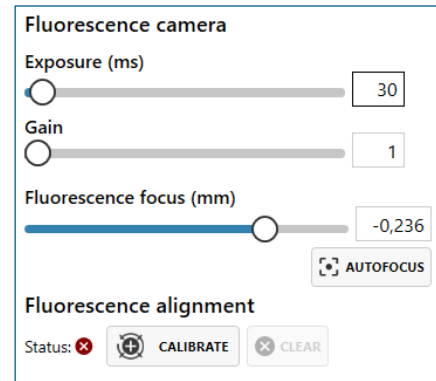 Fluorescence camera
Exposure (ms)
30
Gain
1
Fluorescence focus (mm)
-0,236
AUTOFOCUS
Fluorescence alignment
Status: CALIBRATE CLEAR